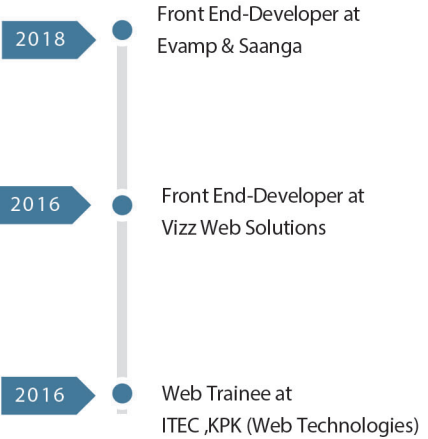 2018
Front End-Developer at
Evamp & Saanga
2016
Front End-Developer at
Vizz Web Solutions
2016
Web Trainee at
ITEC ,KPK (Web Technologies)